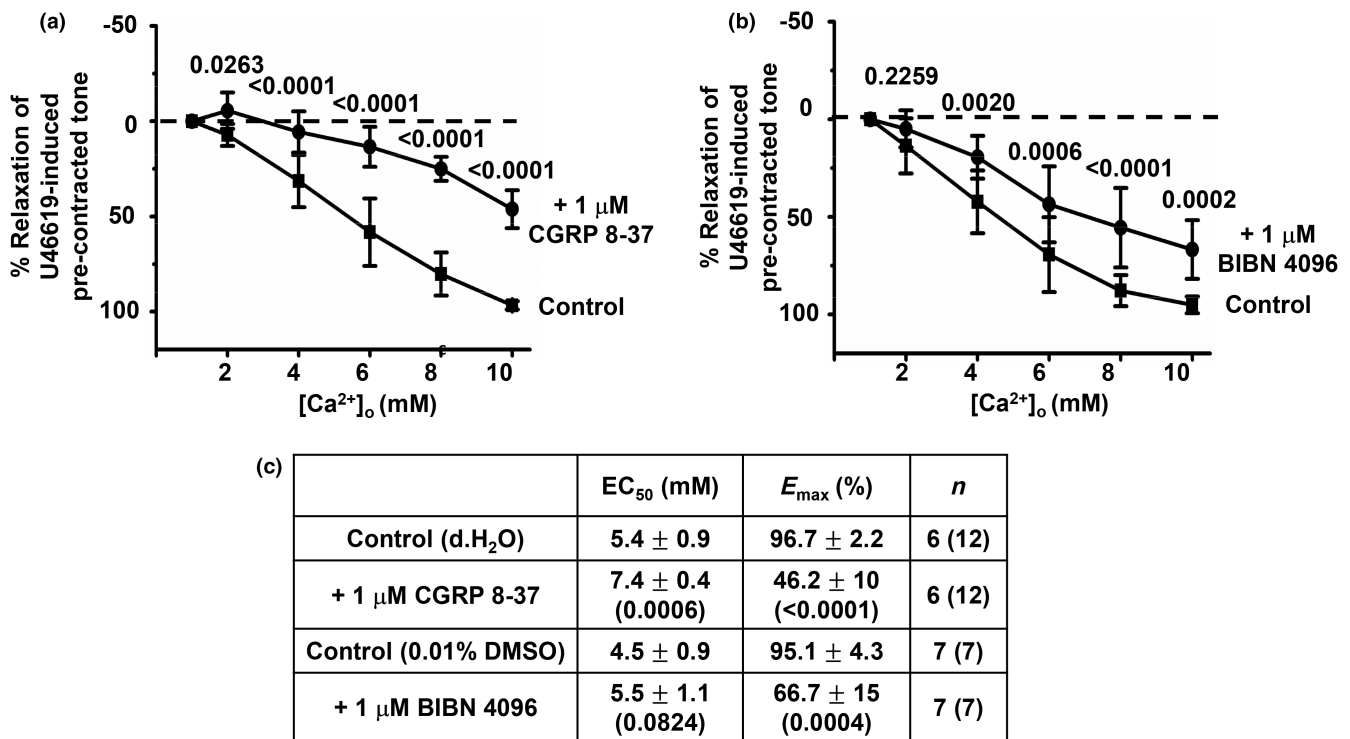 (a)
% Relaxation of
U46619-induced
pre-contracted tone
-50
0
50
100
0.0263
<0.0001
<0.0001
<0.0001
<0.0001
+ 1 μM
CGRP 8-37
Control
2 4 6 8 10
[Ca²⁺]ₒ (mM)
(b)
% Relaxation of
U46619-induced
pre-contracted tone
-50
0
50
100
0.2259
0.0020
0.0006
<0.0001
0.0002
+ 1 μM
BIBN 4096
Control
2 4 6 8 10
[Ca²⁺]ₒ (mM)
(c)
EC₅₀ (mM) Eₘₐₓ (%) n
Control (d.H₂O) 5.4 ± 0.9 96.7 ± 2.2 6 (12)
+ 1 μM CGRP 8-37 7.4 ± 0.4 46.2 ± 10 6 (12)
(0.0006) (<0.0001)
Control (0.01% DMSO) 4.5 ± 0.9 95.1 ± 4.3 7 (7)
+ 1 μM BIBN 4096 5.5 ± 1.1 66.7 ± 15 7 (7)
(0.0824) (0.0004)